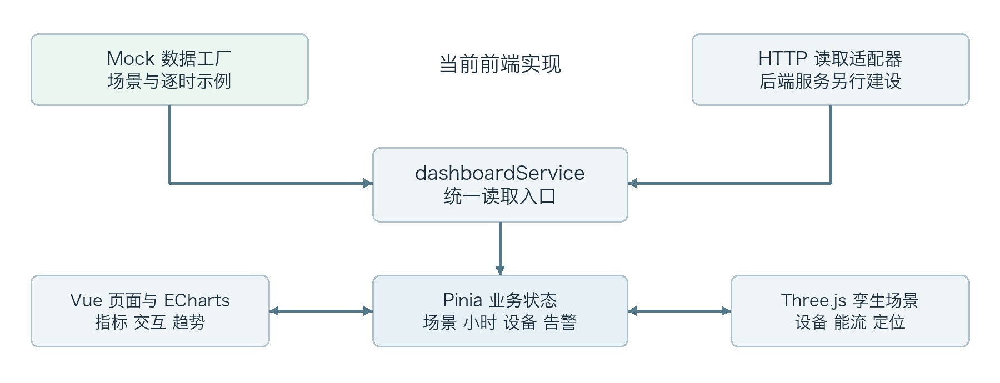 Mock 数据工厂
场景与逐时示例
当前前端实现
HTTP 读取适配器
后端服务另行建设
dashboardService
统一读取入口
Vue 页面与 ECharts
指标 交互 趋势
Pinia 业务状态
场景 小时 设备 告警
Three.js 孪生场景
设备 能流 定位